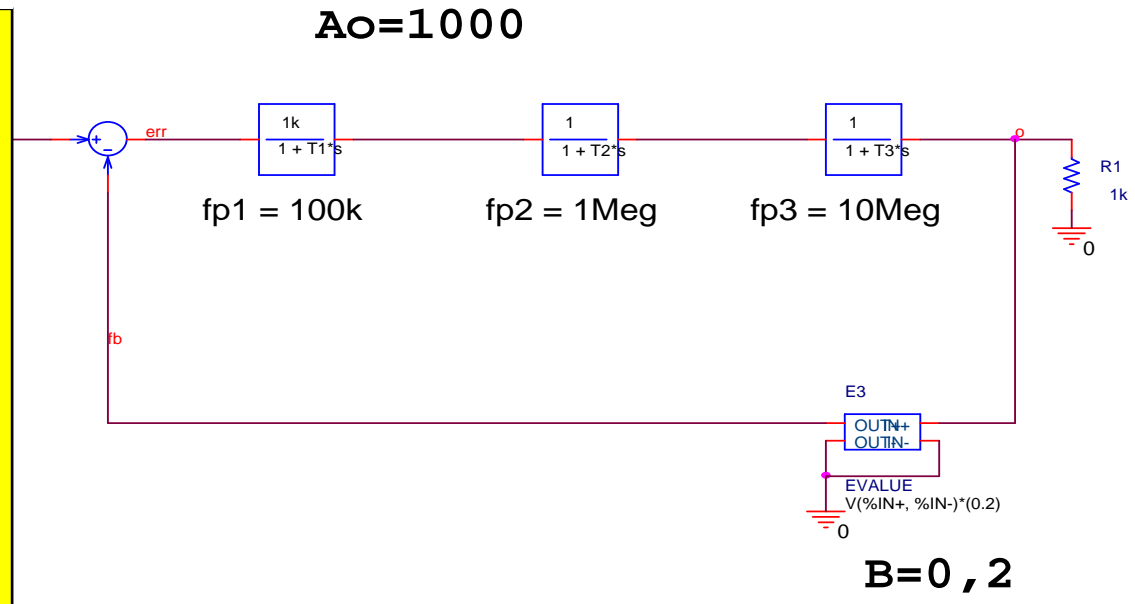 Ao=1000
err
1k
1 + T1*s
1
1 + T2*s
1
1 + T3*s
o
R1
1k
fp1 = 100k
fp2 = 1Meg
fp3 = 10Meg
0
fb
E3
OUT+
IN+
OUT-
IN-
EVALUE
V(%IN+, %IN-)*(0.2)
0
B=0,2